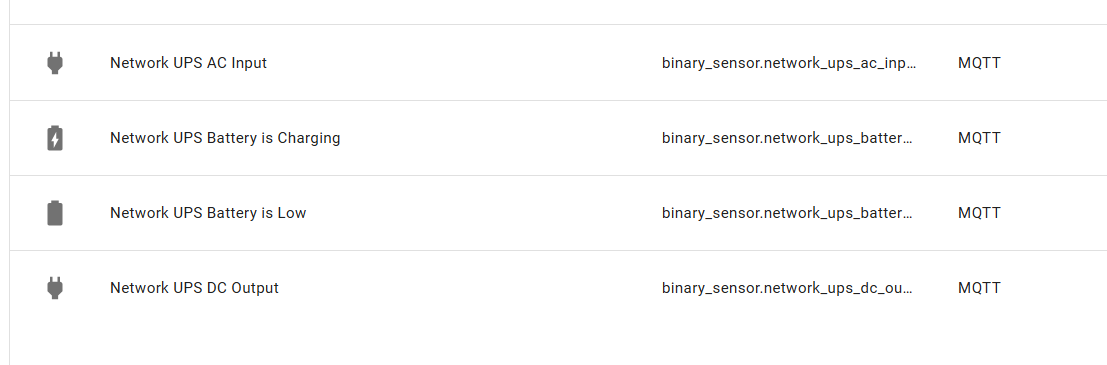 Network UPS AC Input binary_sensor.network_ups_ac_inp… MQTT
Network UPS Battery is Charging binary_sensor.network_ups_batter… MQTT
Network UPS Battery is Low binary_sensor.network_ups_batter… MQTT
Network UPS DC Output binary_sensor.network_ups_dc_ou… MQTT